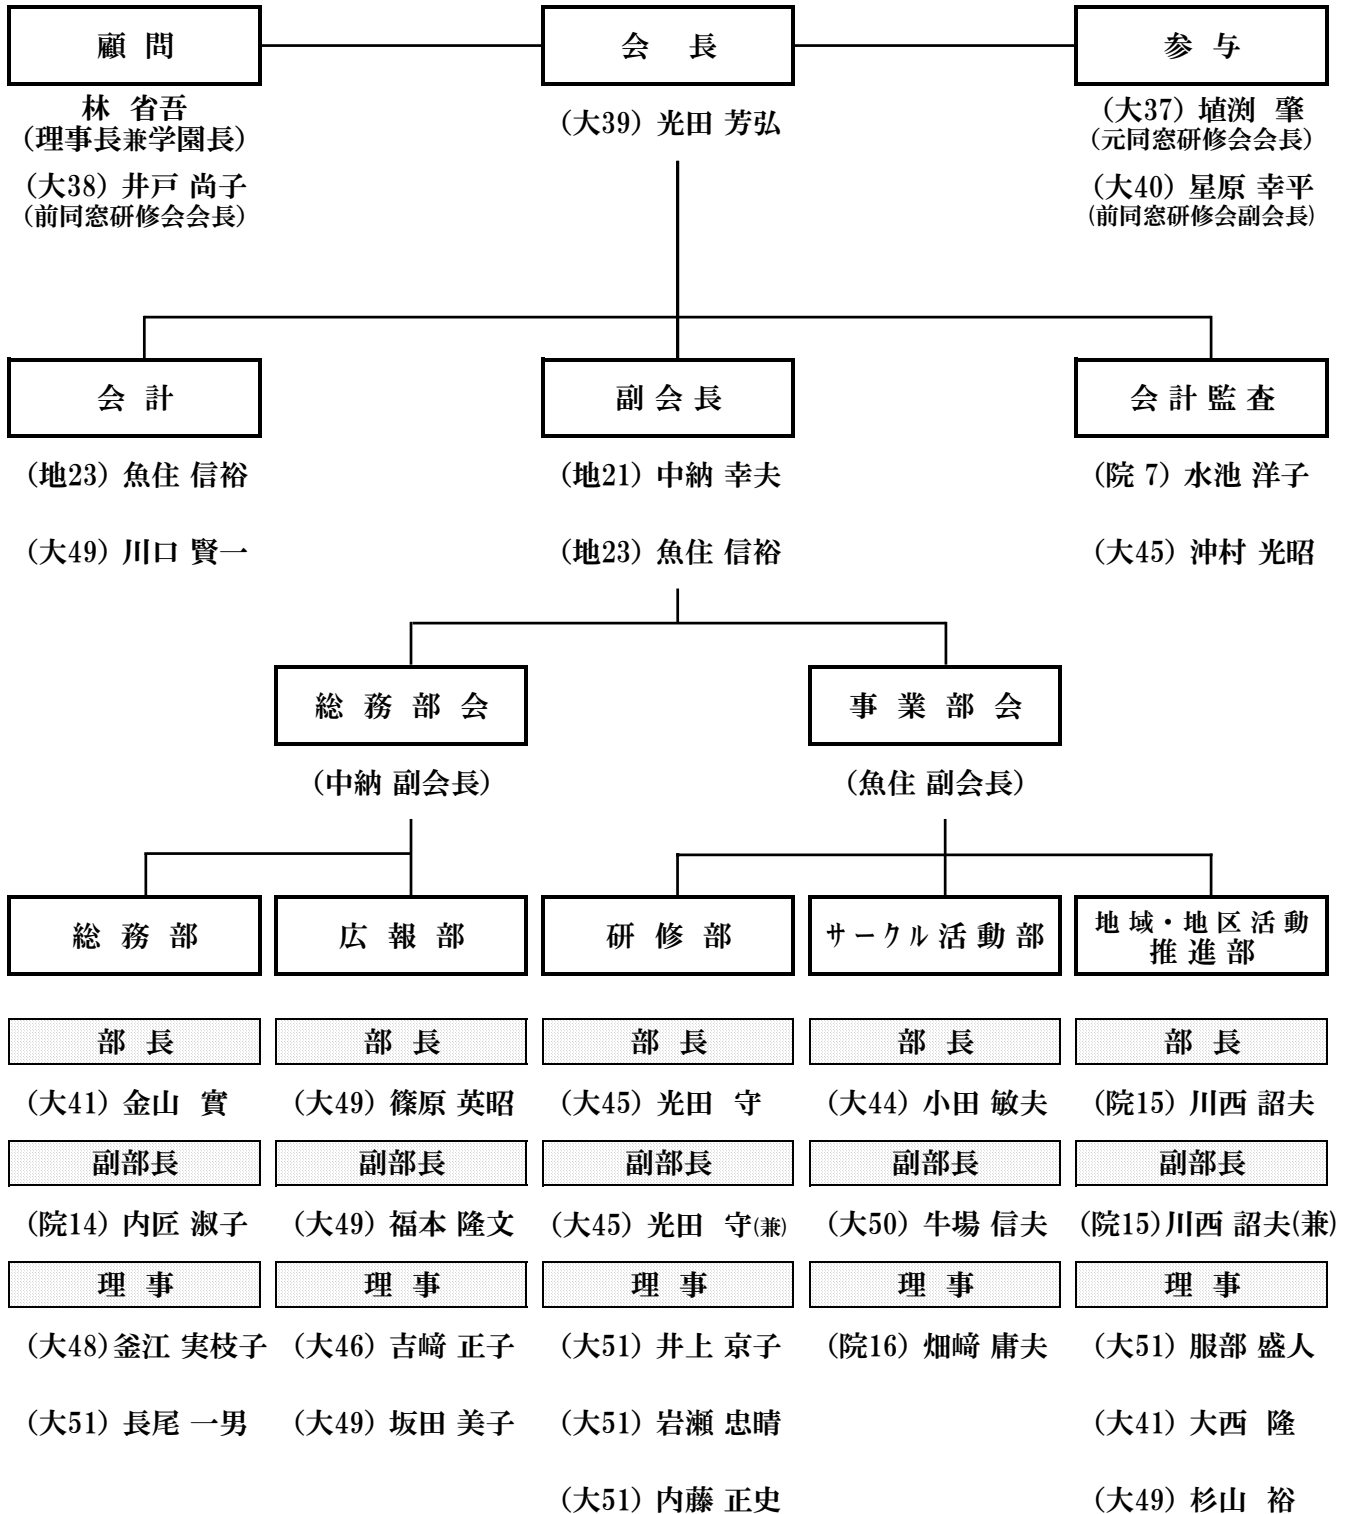 顧 問
会 長
参 与
林 省吾
(理事長兼学園長)
(大38) 井戸 尚子
(前同窓研修会会長)
(大39) 光田 芳弘
(大37) 埴渕 肇
(元同窓研修会会長)
(大40) 星原 幸平
(前同窓研修会副会長)
会 計
副 会 長
会 計 監 査
(地23) 魚住 信裕
(地21) 中納 幸夫
(院 7) 水池 洋子
(大49) 川口 賢一
(地23) 魚住 信裕
(大45) 沖村 光昭
総 務 部 会
事 業 部 会
(中納 副会長)
(魚住 副会長)
総 務 部
広 報 部
研 修 部
サークル 活 動 部
地 域・地 区 活 動
推 進 部
部 長
部 長
部 長
部 長
部 長
(大41) 金山 實
(大49) 篠原 英昭
(大45) 光田 守
(大44) 小田 敏夫
(院15) 川西 詔夫
副部長
副部長
副部長
副部長
副部長
(院14) 内匠 淑子
(大49) 福本 隆文
(大45) 光田 守(兼)
(大50) 牛場 信夫
(院15)川西 詔夫(兼)
理 事
理 事
理 事
理 事
理 事
(大48)釜江 実枝子
(大46) 吉﨑 正子
(大51) 井上 京子
(院16) 畑﨑 庸夫
(大51) 服部 盛人
(大51) 長尾 一男
(大49) 坂田 美子
(大51) 岩瀬 忠晴
(大41) 大西 隆
(大51) 内藤 正史
(大49) 杉山 裕